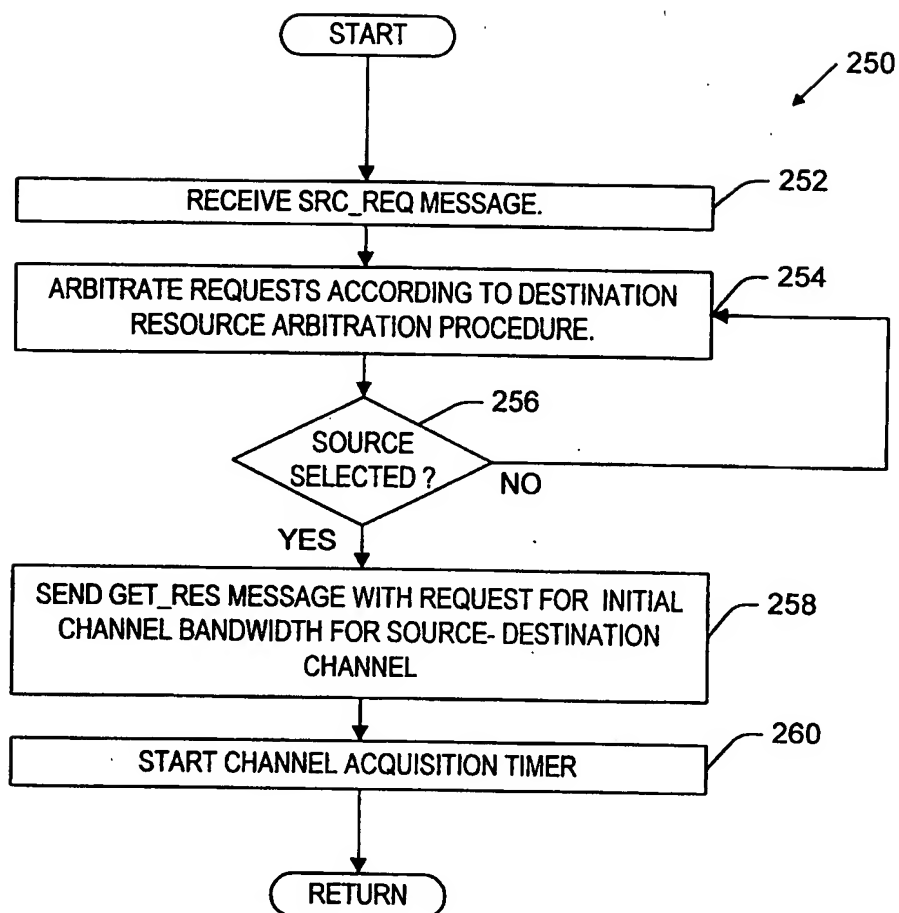 START
250
RECEIVE SRC_REQ MESSAGE.
252
ARBITRATE REQUESTS ACCORDING TO DESTINATION
RESOURCE ARBITRATION PROCEDURE.
254
SOURCE
SELECTED ?
256
NO
YES
SEND GET_RES MESSAGE WITH REQUEST FOR INITIAL
CHANNEL BANDWIDTH FOR SOURCE- DESTINATION
CHANNEL
258
START CHANNEL ACQUISITION TIMER
260
RETURN